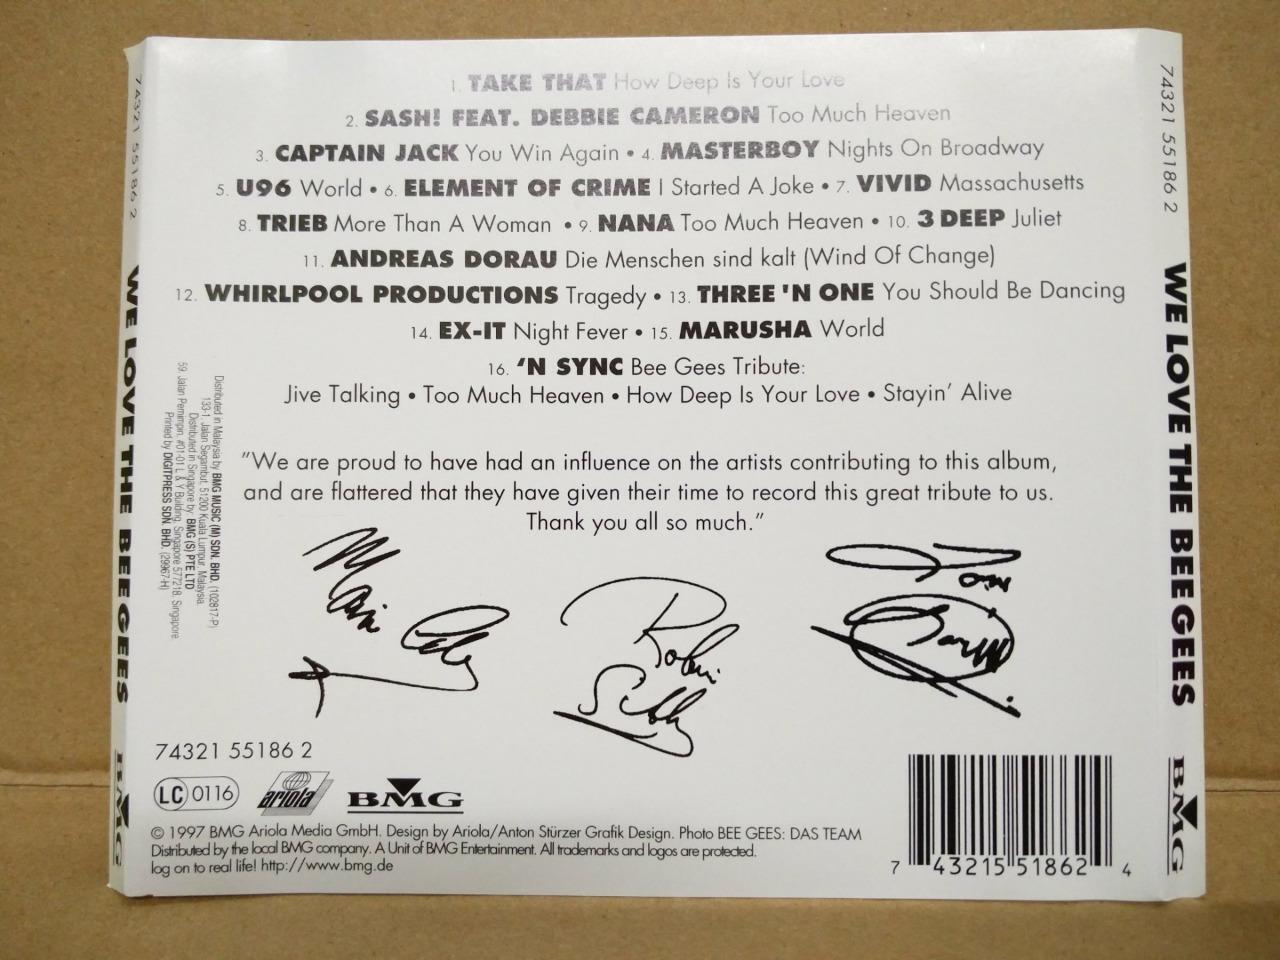 1. TAKE THAT How Deep Is Your Love
2. SASH! FEAT. DEBBIE CAMERON Too Much Heaven
3. CAPTAIN JACK You Win Again • 4. MASTERBOY Nights On Broadway
5. U96 World • 6. ELEMENT OF CRIME I Started A Joke • 7. VIVID Massachusetts
8. TRIEB More Than A Woman • 9. NANA Too Much Heaven • 10. 3 DEEP Juliet
11. ANDREAS DORAU Die Menschen sind kalt (Wind Of Change)
12. WHIRLPOOL PRODUCTIONS Tragedy • 13. THREE 'N ONE You Should Be Dancing
14. EX-IT Night Fever • 15. MARUSHA World
16. 'N SYNC Bee Gees Tribute:
Jive Talking • Too Much Heaven • How Deep Is Your Love • Stayin' Alive
"We are proud to have had an influence on the artists contributing to this album,
and are flattered that they have given their time to record this great tribute to us.
Thank you all so much."
Robin
74321 55186 2
LC 0116
ariola
BMG
© 1997 BMG Ariola Media GmbH. Design by Ariola/Anton Stürzer Grafik Design. Photo BEE GEES: DAS TEAM
Distributed by the local BMG company. A Unit of BMG Entertainment. All trademarks and logos are protected.
log on to real life! http://www.bmg.de
7 43215 51862 4
Distributed in Malaysia by BMG MUSIC (M) SDN. BHD. (102817-P)
133-1 Jalan Segambut, 51200 Kuala Lumpur, Malaysia
Distributed in Singapore by: BMG (S) PTE LTD
59, Jalan Pemimpin, #01-01 L & Y Building, Singapore 577218, Singapore
Printed by DIGITPRESS SDN. BHD. (29967-H)
74321 55186 2
WE LOVE THE BEE GEES
BMG
74321 55186 2
WE LOVE THE BEE GEES
BMG